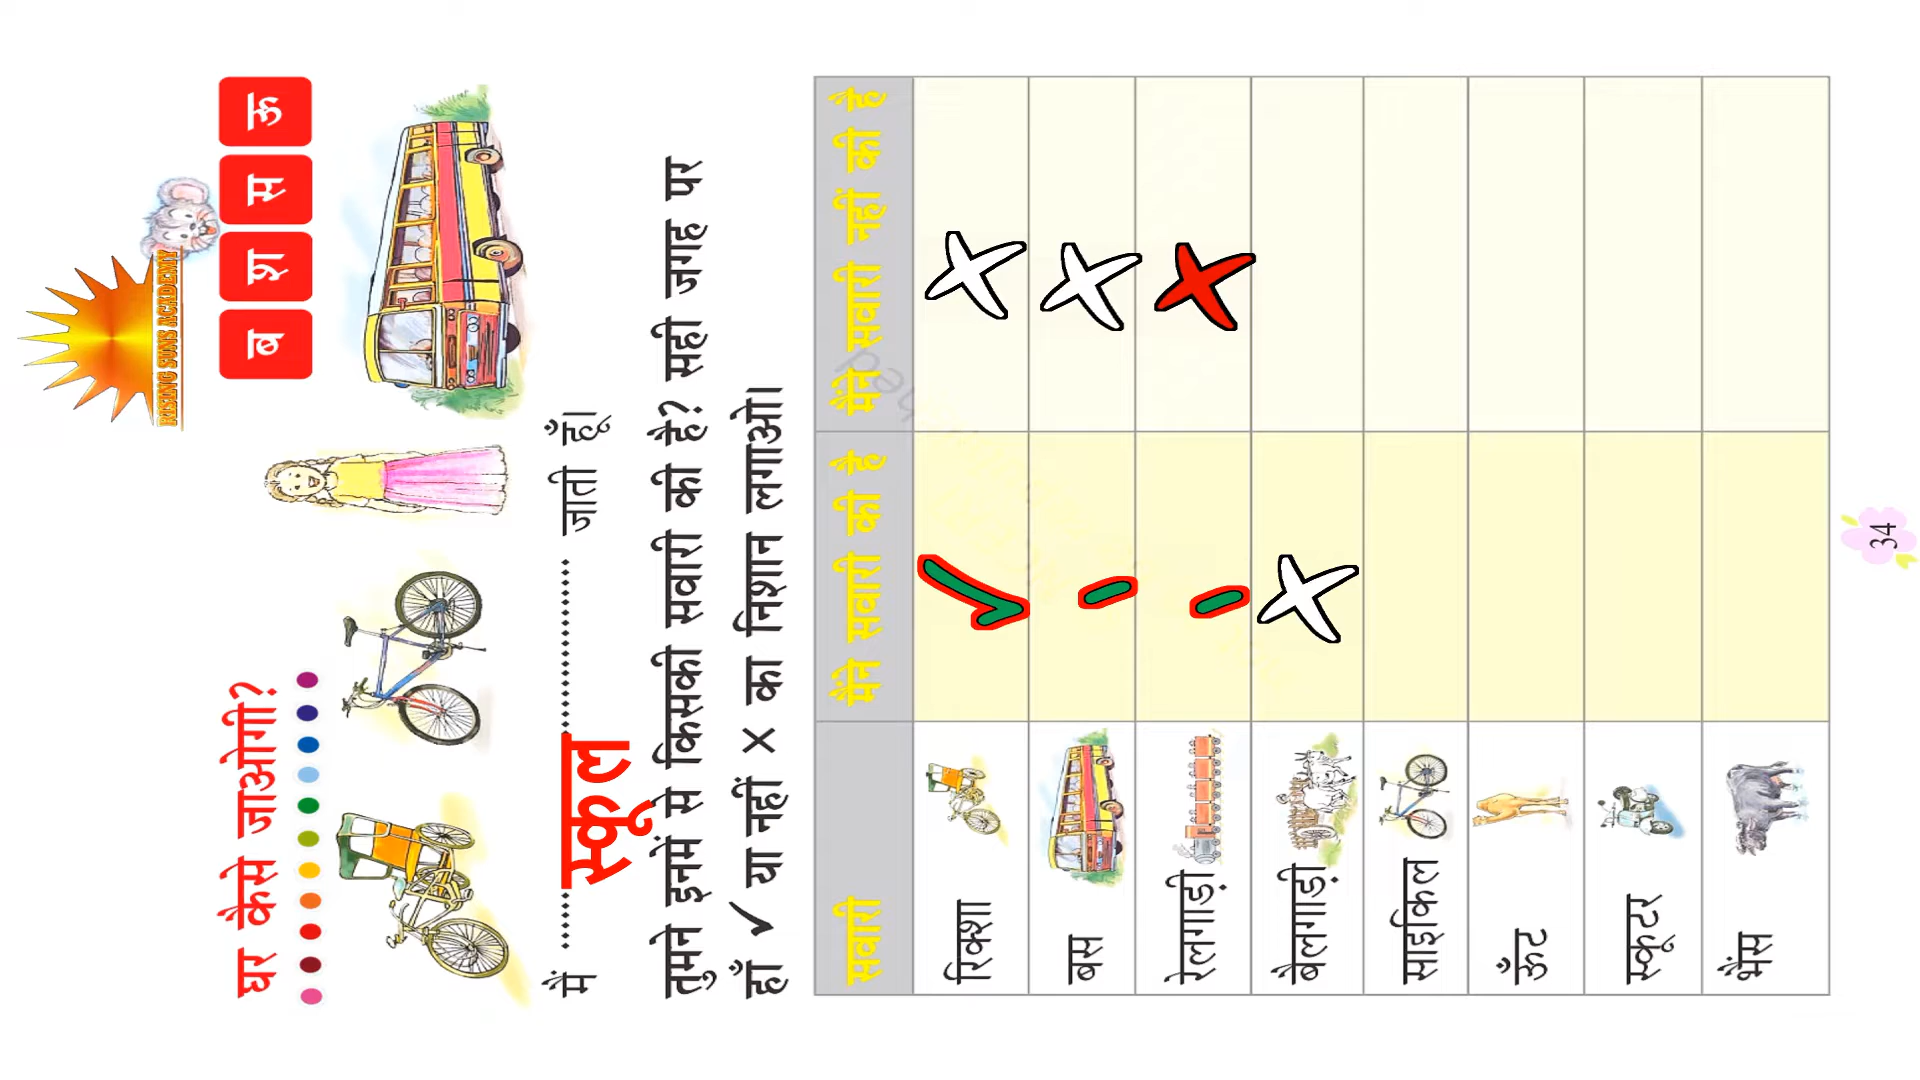 RISING SUNS ACADEMY
ब श स ऊ
घर कैसे जाओगी?
मैं ........ स्कूल ........................ जाती हूँ।
तुमने इनमें से किसकी सवारी की है? सही जगह पर
हाँ ✓ या नहीं × का निशान लगाओ।
सवारी मैंने सवारी की है मैंने सवारी नहीं की है
रिक्शा
बस
रेलगाड़ी
बैलगाड़ी
साइकिल
ऊँट
स्कूटर
भैंस
34